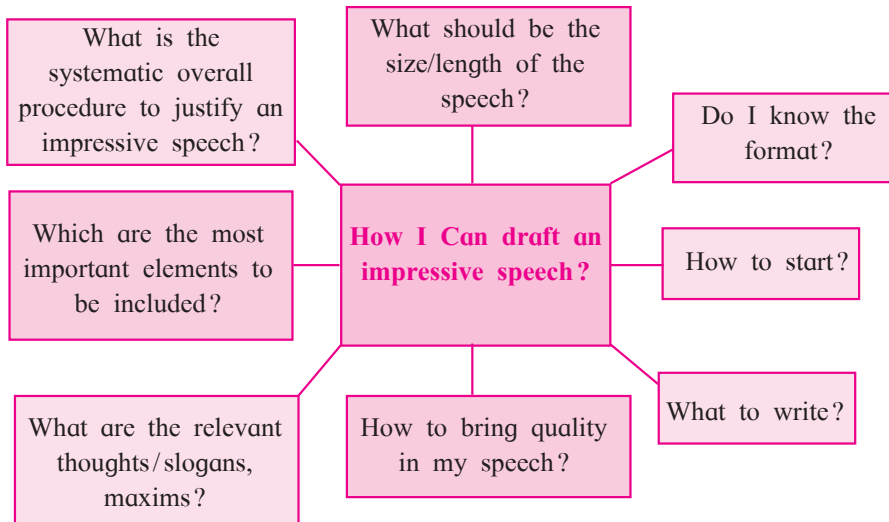 What is the
systematic overall
procedure to justify an
impressive speech?
What should be the
size/length of the
speech?
Do I know the
format?
Which are the most
important elements to
be included?
How I Can draft an
impressive speech?
How to start?
What are the relevant
thoughts/slogans,
maxims?
How to bring quality
in my speech?
What to write?